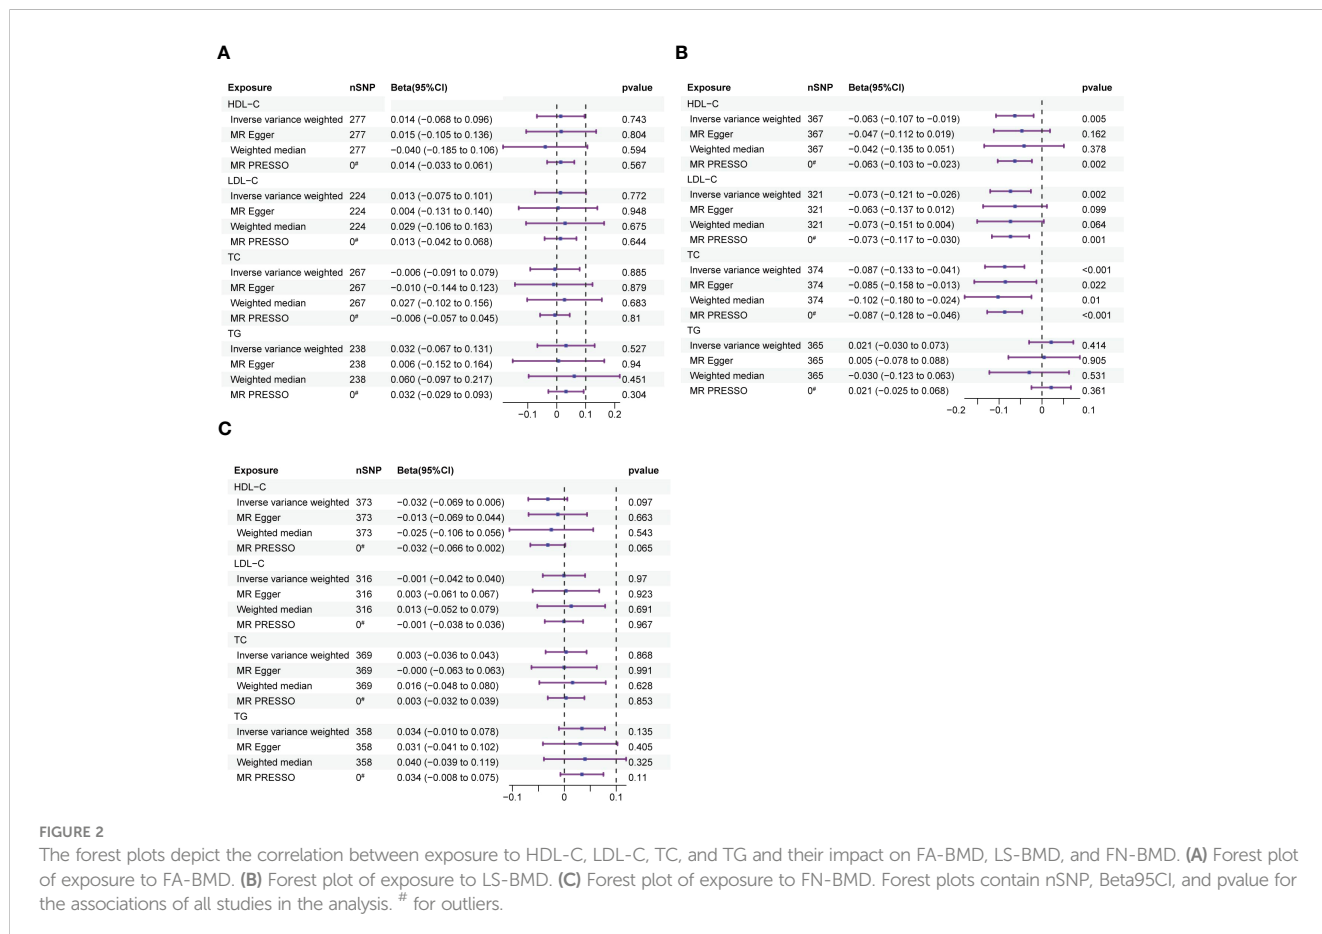 A
Exposure nSNP Beta(95%CI) pvalue
HDL−C
Inverse variance weighted 277 0.014 (−0.068 to 0.096) 0.743
MR Egger 277 0.015 (−0.105 to 0.136) 0.804
Weighted median 277 −0.040 (−0.185 to 0.106) 0.594
MR PRESSO 0# 0.014 (−0.033 to 0.061) 0.567
LDL−C
Inverse variance weighted 224 0.013 (−0.075 to 0.101) 0.772
MR Egger 224 0.004 (−0.131 to 0.140) 0.948
Weighted median 224 0.029 (−0.106 to 0.163) 0.675
MR PRESSO 0# 0.013 (−0.042 to 0.068) 0.644
TC
Inverse variance weighted 267 −0.006 (−0.091 to 0.079) 0.885
MR Egger 267 −0.010 (−0.144 to 0.123) 0.879
Weighted median 267 0.027 (−0.102 to 0.156) 0.683
MR PRESSO 0# −0.006 (−0.057 to 0.045) 0.81
TG
Inverse variance weighted 238 0.032 (−0.067 to 0.131) 0.527
MR Egger 238 0.006 (−0.152 to 0.164) 0.94
Weighted median 238 0.060 (−0.097 to 0.217) 0.451
MR PRESSO 0# 0.032 (−0.029 to 0.093) 0.304
−0.1 0 0.1 0.2
B
Exposure nSNP Beta(95%CI) pvalue
HDL−C
Inverse variance weighted 367 −0.063 (−0.107 to −0.019) 0.005
MR Egger 367 −0.047 (−0.112 to 0.019) 0.162
Weighted median 367 −0.042 (−0.135 to 0.051) 0.378
MR PRESSO 0# −0.063 (−0.103 to −0.023) 0.002
LDL−C
Inverse variance weighted 321 −0.073 (−0.121 to −0.026) 0.002
MR Egger 321 −0.063 (−0.137 to 0.012) 0.099
Weighted median 321 −0.073 (−0.151 to 0.004) 0.064
MR PRESSO 0# −0.073 (−0.117 to −0.030) 0.001
TC
Inverse variance weighted 374 −0.087 (−0.133 to −0.041) <0.001
MR Egger 374 −0.085 (−0.158 to −0.013) 0.022
Weighted median 374 −0.102 (−0.180 to −0.024) 0.01
MR PRESSO 0# −0.087 (−0.128 to −0.046) <0.001
TG
Inverse variance weighted 365 0.021 (−0.030 to 0.073) 0.414
MR Egger 365 0.005 (−0.078 to 0.088) 0.905
Weighted median 365 −0.030 (−0.123 to 0.063) 0.531
MR PRESSO 0# 0.021 (−0.025 to 0.068) 0.361
−0.2 −0.1 0 0.1
C
Exposure nSNP Beta(95%CI) pvalue
HDL−C
Inverse variance weighted 373 −0.032 (−0.069 to 0.006) 0.097
MR Egger 373 −0.013 (−0.069 to 0.044) 0.663
Weighted median 373 −0.025 (−0.106 to 0.056) 0.543
MR PRESSO 0# −0.032 (−0.066 to 0.002) 0.065
LDL−C
Inverse variance weighted 316 −0.001 (−0.042 to 0.040) 0.97
MR Egger 316 0.003 (−0.061 to 0.067) 0.923
Weighted median 316 0.013 (−0.052 to 0.079) 0.691
MR PRESSO 0# −0.001 (−0.038 to 0.036) 0.967
TC
Inverse variance weighted 369 0.003 (−0.036 to 0.043) 0.868
MR Egger 369 −0.000 (−0.063 to 0.063) 0.991
Weighted median 369 0.016 (−0.048 to 0.080) 0.628
MR PRESSO 0# 0.003 (−0.032 to 0.039) 0.853
TG
Inverse variance weighted 358 0.034 (−0.010 to 0.078) 0.135
MR Egger 358 0.031 (−0.041 to 0.102) 0.405
Weighted median 358 0.040 (−0.039 to 0.119) 0.325
MR PRESSO 0# 0.034 (−0.008 to 0.075) 0.11
−0.1 0 0.1
FIGURE 2
The forest plots depict the correlation between exposure to HDL-C, LDL-C, TC, and TG and their impact on FA-BMD, LS-BMD, and FN-BMD. (A) Forest plot
of exposure to FA-BMD. (B) Forest plot of exposure to LS-BMD. (C) Forest plot of exposure to FN-BMD. Forest plots contain nSNP, Beta95CI, and pvalue for
the associations of all studies in the analysis. # for outliers.